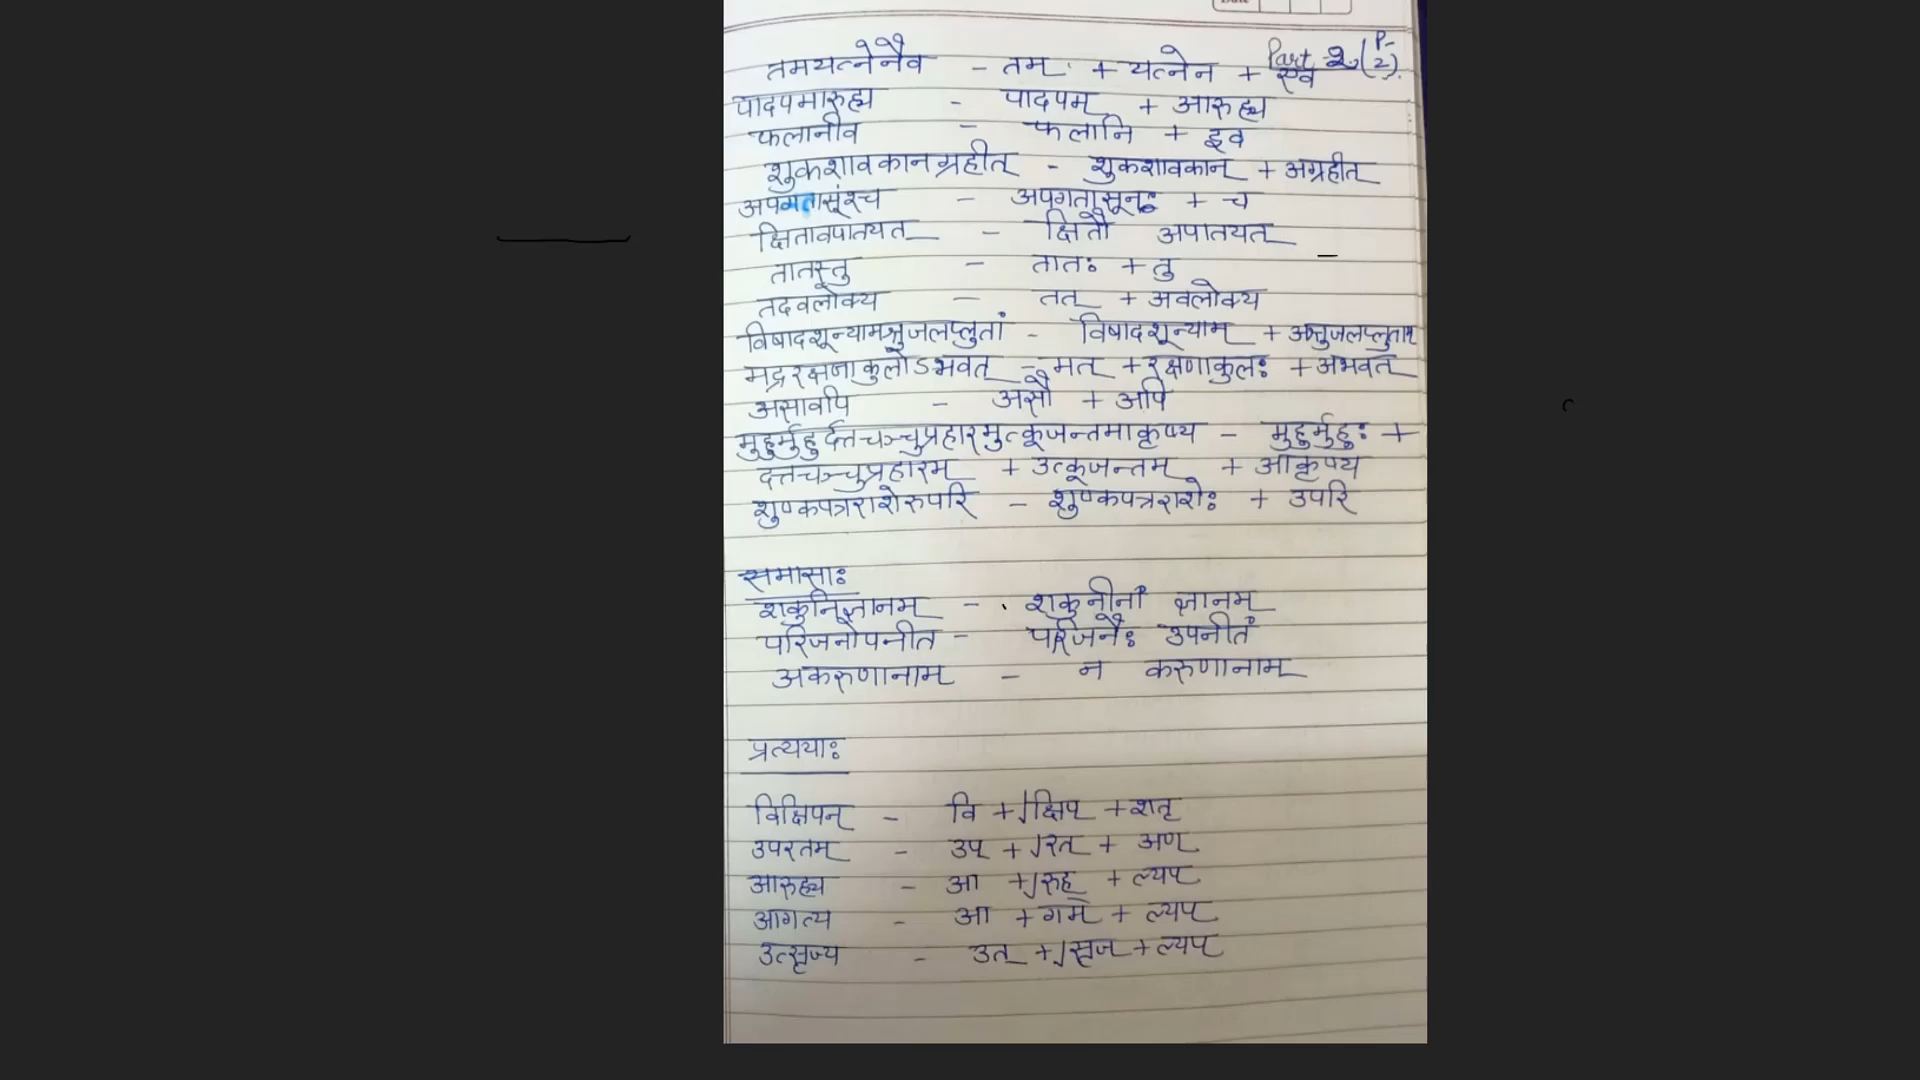 Part-2 (P-2)
तमयत्नेनैव - तम् + यत्नेन + एव
पादपमारुह्य - पादपम् + आरुह्य
फलानीव - फलानि + इव
शुकशावकानग्रहीत् - शुकशावकान् + अग्रहीत्
अपगतासूंश्च - अपगतासूनः + च
क्षितावपातयत् - क्षितौ अपातयत्
तातस्तु - तातः + तु
तदवलोक्य - तत् + अवलोक्य
विषादशून्यामश्रुजलप्लुतां - विषादशून्याम् + अश्रुजलप्लुताम्
मद्रक्षणाकुलोऽभवत् - मत् + रक्षणाकुलः + अभवत्
असावपि - असौ + अपि
मुहुर्मुहुर्दत्तचञ्चुप्रहारमुत्कूजन्तमाकृष्य - मुहुर्मुहुः +
दत्तचञ्चुप्रहारम् + उत्कूजन्तम् + आकृष्य
शुष्कपत्रराशेरुपरि - शुष्कपत्रराशेः + उपरि
समासाः
शकुनिज्ञानम् - शकुनीनां ज्ञानम्
परिजनोपनीत - परिजनैः उपनीतं
अकरुणानाम् - न करुणानाम्
प्रत्ययाः
विक्षिपन् - वि + √क्षिप् + शतृ
उपरतम् - उप् + √रत् + अण्
आरुह्य - आ + √रुह् + ल्यप्
आगत्य - आ + गम् + ल्यप्
उत्सृज्य - उत् + √सृज् + ल्यप्